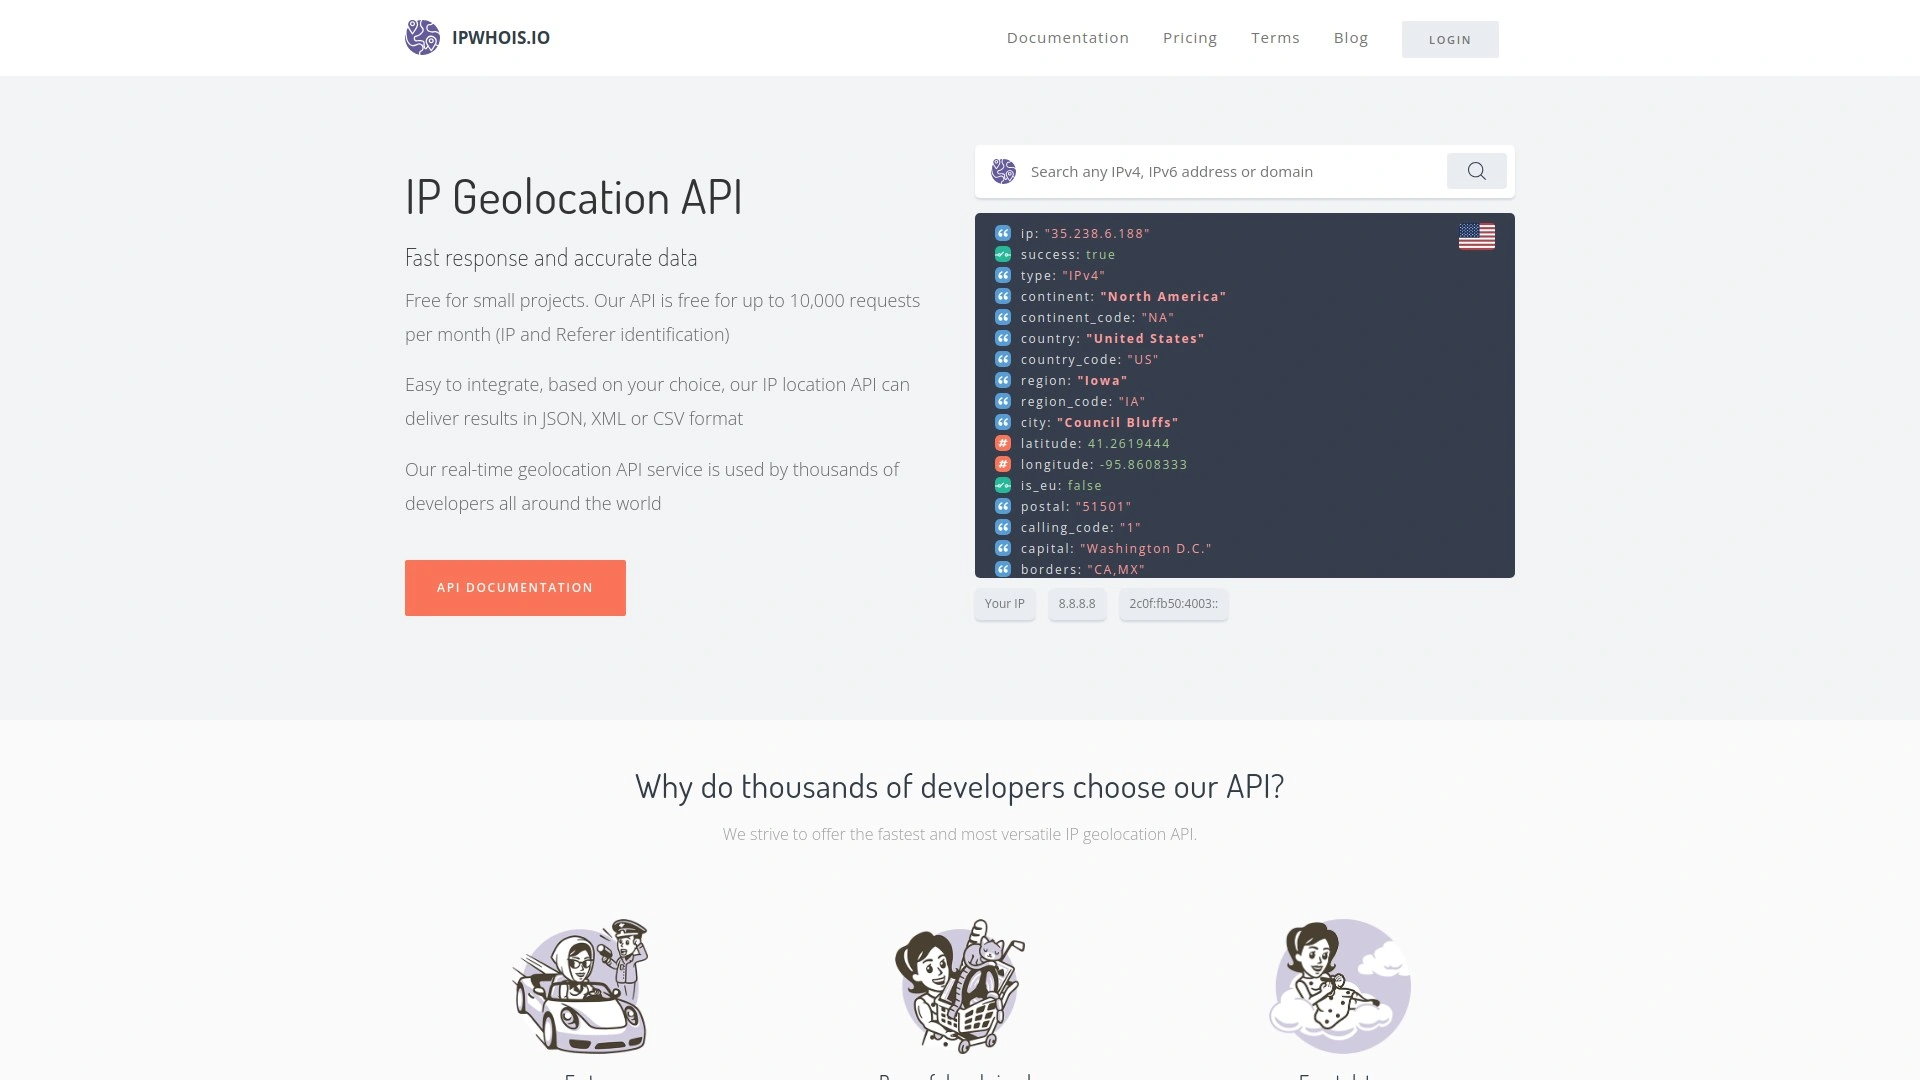 IPWHOIS.IO
Documentation
Pricing
Terms
Blog
LOGIN
IP Geolocation API
Fast response and accurate data
Free for small projects. Our API is free for up to 10,000 requests
per month (IP and Referer identification)
Easy to integrate, based on your choice, our IP location API can
deliver results in JSON, XML or CSV format
Our real-time geolocation API service is used by thousands of
developers all around the world
API DOCUMENTATION
Search any IPv4, IPv6 address or domain
ip: "35.238.6.188"
success: true
type: "IPv4"
continent: "North America"
continent_code: "NA"
country: "United States"
country_code: "US"
region: "Iowa"
region_code: "IA"
city: "Council Bluffs"
latitude: 41.2619444
longitude: -95.8608333
is_eu: false
postal: "51501"
calling_code: "1"
capital: "Washington D.C."
borders: "CA,MX"
Your IP
8.8.8.8
2c0f:fb50:4003::
Why do thousands of developers choose our API?
We strive to offer the fastest and most versatile IP geolocation API.